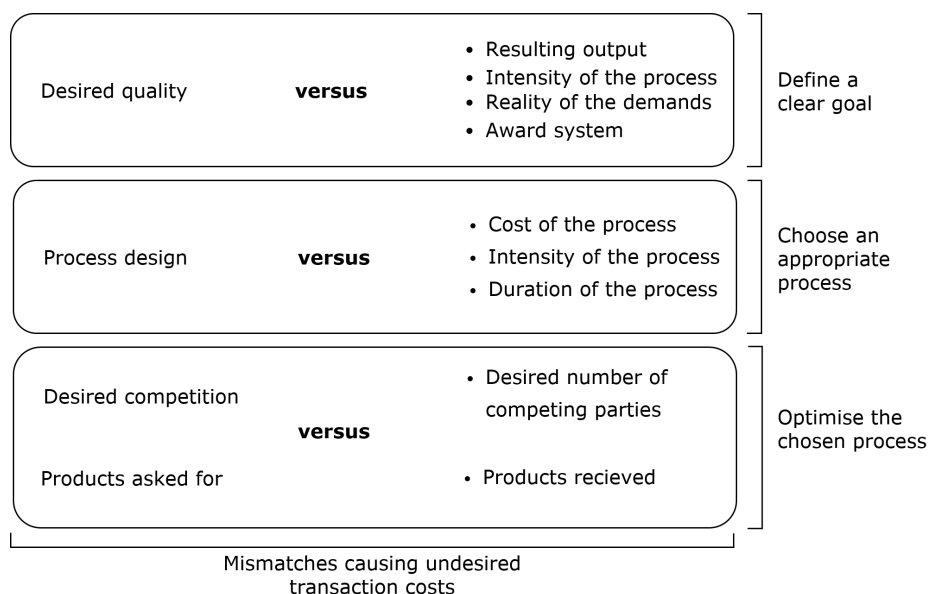 Desired quality
versus
• Resulting output
• Intensity of the process
• Reality of the demands
• Award system
Define a
clear goal
Process design
versus
• Cost of the process
• Intensity of the process
• Duration of the process
Choose an
appropriate
process
Desired competition
versus
• Desired number of
competing parties
Products asked for
• Products recieved
Optimise the
chosen process
Mismatches causing undesired
transaction costs